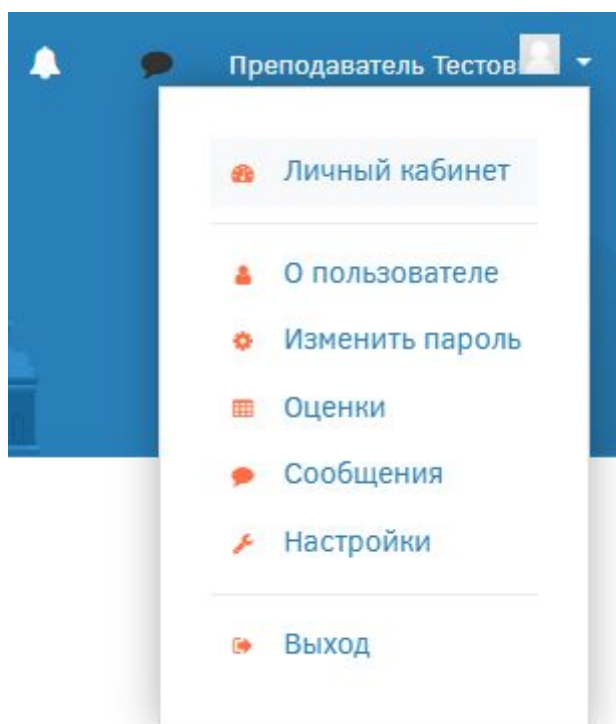 Преподаватель Тестов
Личный кабинет
О пользователе
Изменить пароль
Оценки
Сообщения
Настройки
Выход